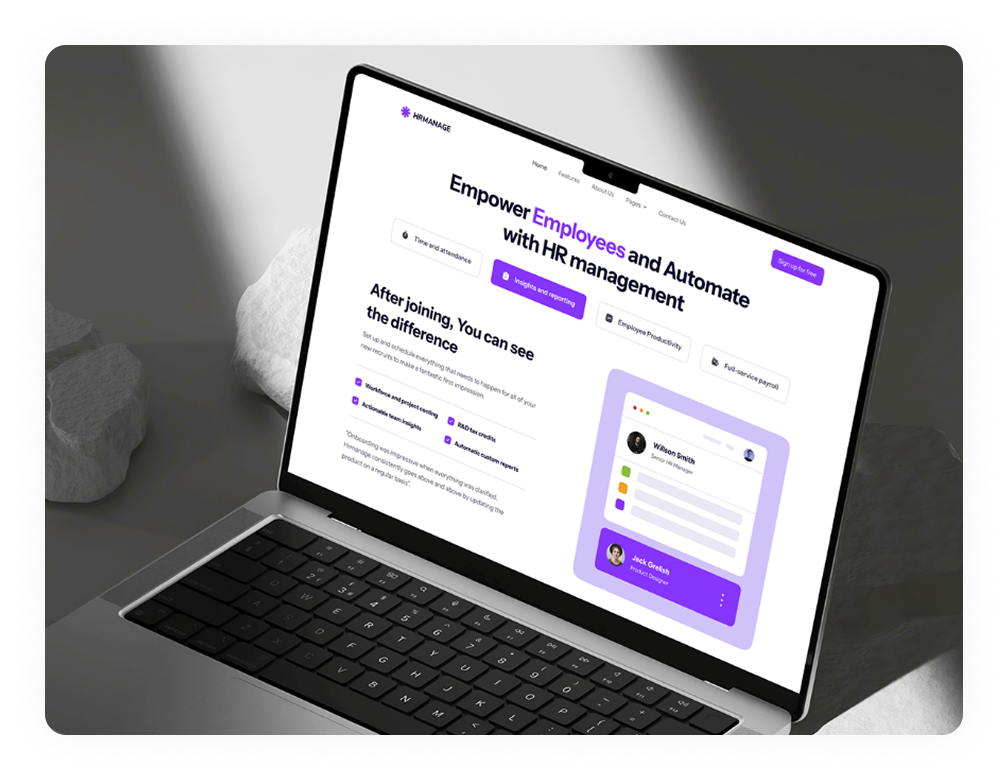 HRMANAGE
Home
Features
About Us
Pages
Contact Us
Sign up for free
Empower Employees and Automate
with HR management
Time and attendance
Insights and reporting
Employee Productivity
Full-service payroll
After joining, You can see
the difference
Set up and schedule everything that needs to happen for all of your
new recruits to make a fantastic first impression.
Workforce and project costing
R&D tax credits
Actionable team insights
Automatic custom reports
"Onboarding was impressive when everything was clarified,
Hrmanage consistently goes above and above by updating the
product on a regular basis".
Willson Smith
Senior HR Manager
Jack Grelish
Product Designer
W E R T Y U I O P
S D F G H J K L
C V B N M